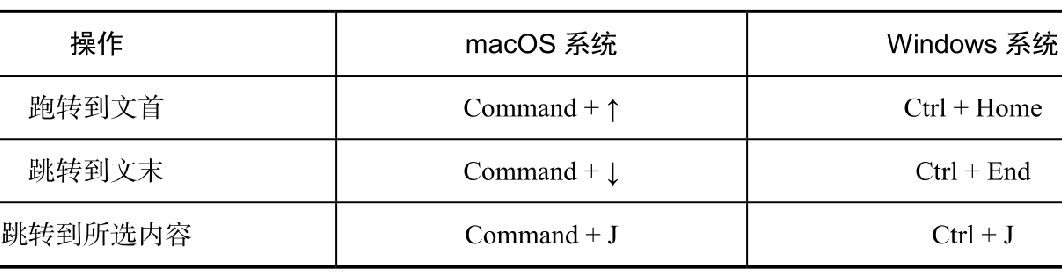 操作 macOS 系统 Windows 系统
跑转到文首 Command + ↑ Ctrl + Home
跳转到文末 Command + ↓ Ctrl + End
跳转到所选内容 Command + J Ctrl + J